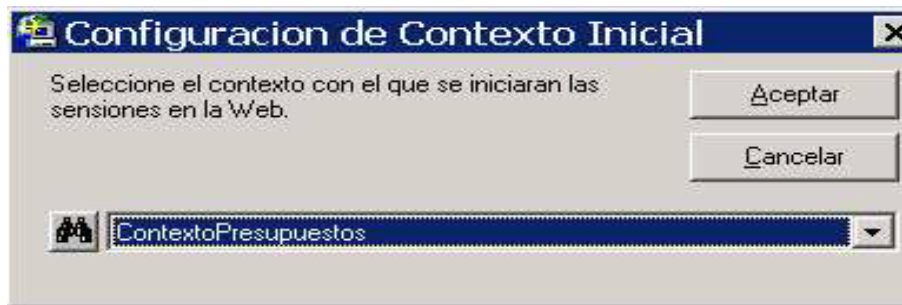 Configuracion de Contexto Inicial
Seleccione el contexto con el que se iniciaran las
sensiones en la Web.
Aceptar
Cancelar
ContextoPresupuestos